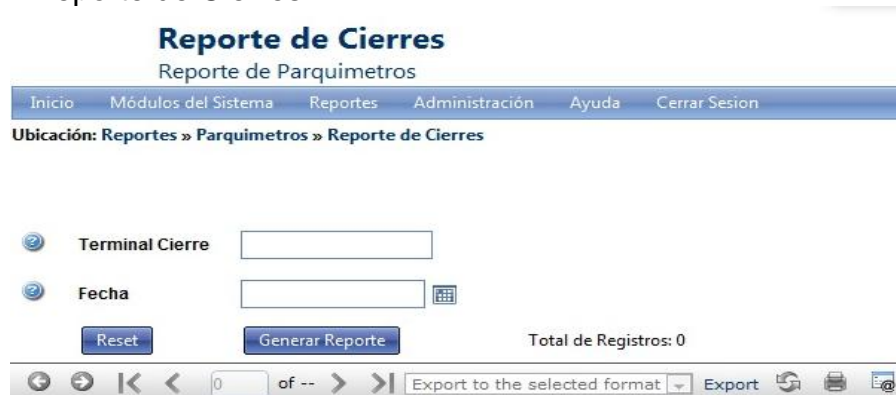 Reporte de Cierres
Reporte de Parquimetros
Inicio Módulos del Sistema Reportes Administración Ayuda Cerrar Sesion
Ubicación: Reportes » Parquimetros » Reporte de Cierres
Terminal Cierre
Fecha
Reset Generar Reporte Total de Registros: 0
0 of -- Export to the selected format Export